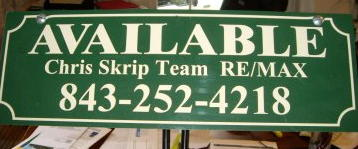 AVAILABLE
Chris Skrip Team RE/MAX
843-252-4218